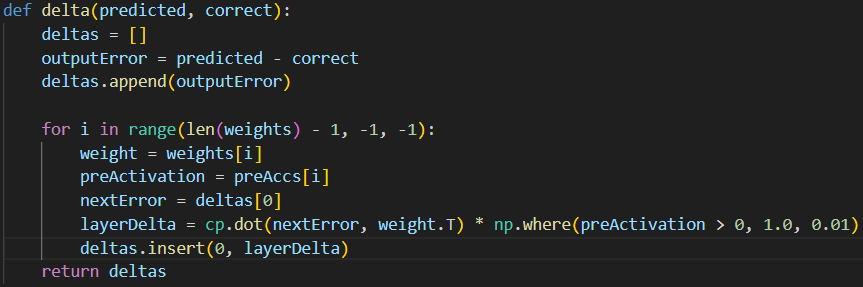 def delta(predicted, correct):
    deltas = []
    outputError = predicted - correct
    deltas.append(outputError)

    for i in range(len(weights) - 1, -1, -1):
        weight = weights[i]
        preActivation = preAccs[i]
        nextError = deltas[0]
        layerDelta = cp.dot(nextError, weight.T) * np.where(preActivation > 0, 1.0, 0.01)
        deltas.insert(0, layerDelta)
    return deltas